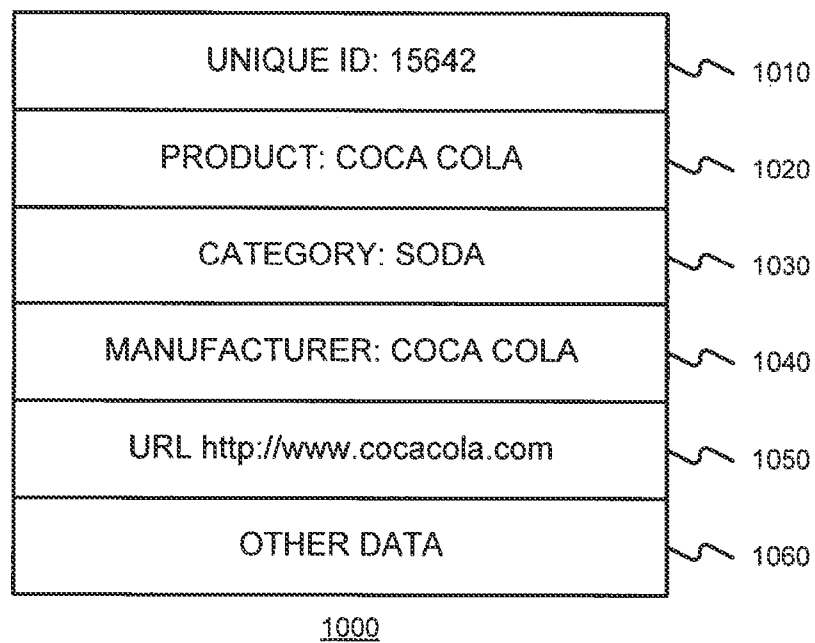 UNIQUE ID: 15642
1010
PRODUCT: COCA COLA
1020
CATEGORY: SODA
1030
MANUFACTURER: COCA COLA
1040
URL http://www.cocacola.com
1050
OTHER DATA
1060
1000